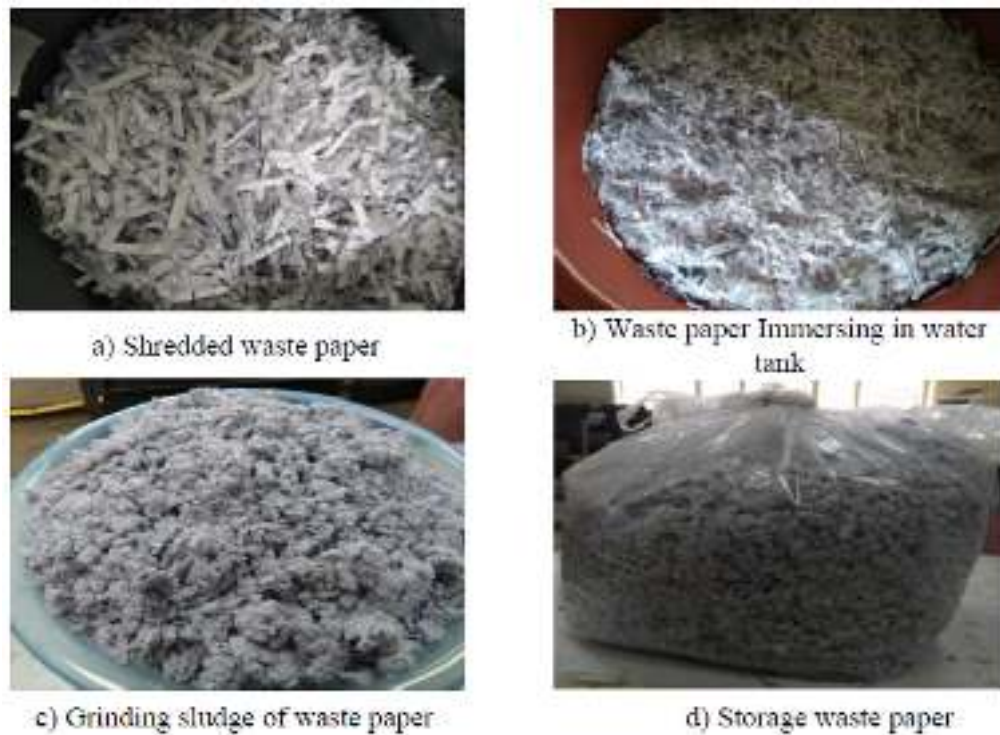 a) Shredded waste paper
b) Waste paper Immersing in water
tank
c) Grinding sludge of waste paper
d) Storage waste paper